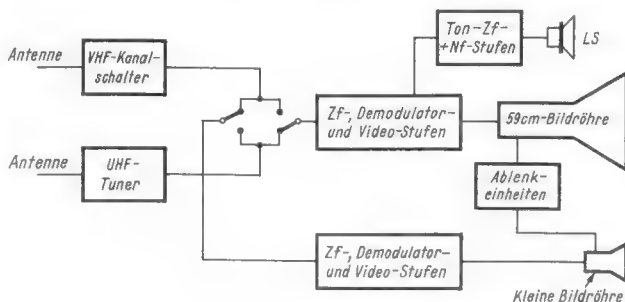 Ton-Zf-
+Nf-Stufen
LS
Antenne
VHF-Kanal-
schalter
Zf-, Demodulator-
und Video-Stufen
59cm-Bildröhre
Antenne
UHF-
Tuner
Ablenk-
einheiten
Zf-, Demodulator-
und Video-Stufen
Kleine Bildröhre